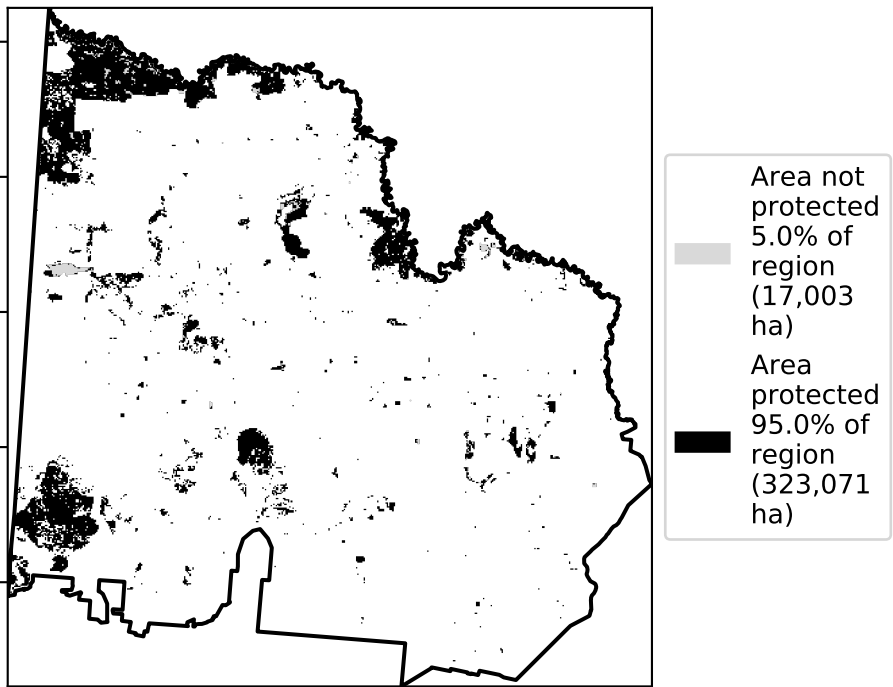 Area not
protected
5.0% of
region
(17,003
ha)
Area
protected
95.0% of
region
(323,071
ha)